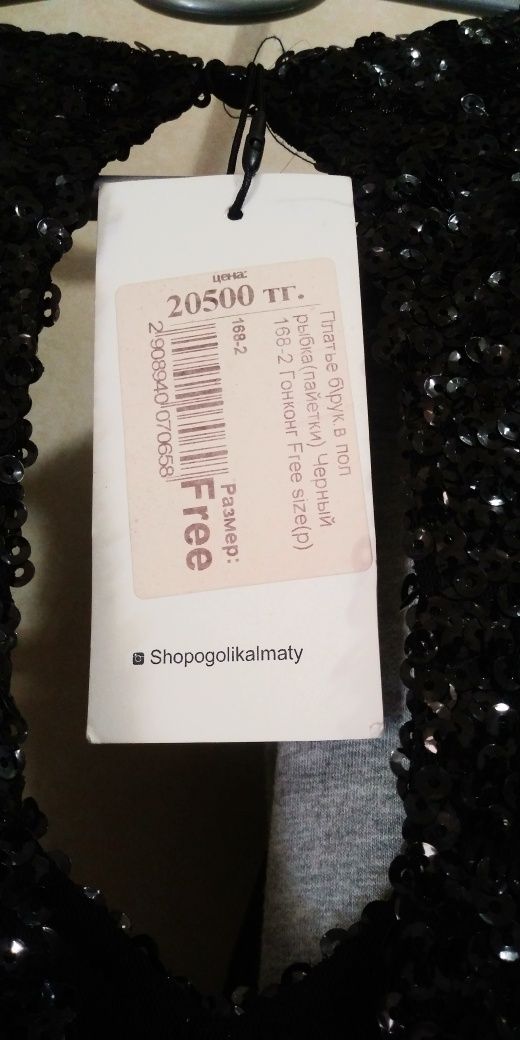 цена:
20500 тг.
Платье б\рук.в пол
рыбка(пайетки) Черный
168-2 Гонконг Free size(р)
168-2
2908940070658
Размер:
Free
Shopogolikalmaty